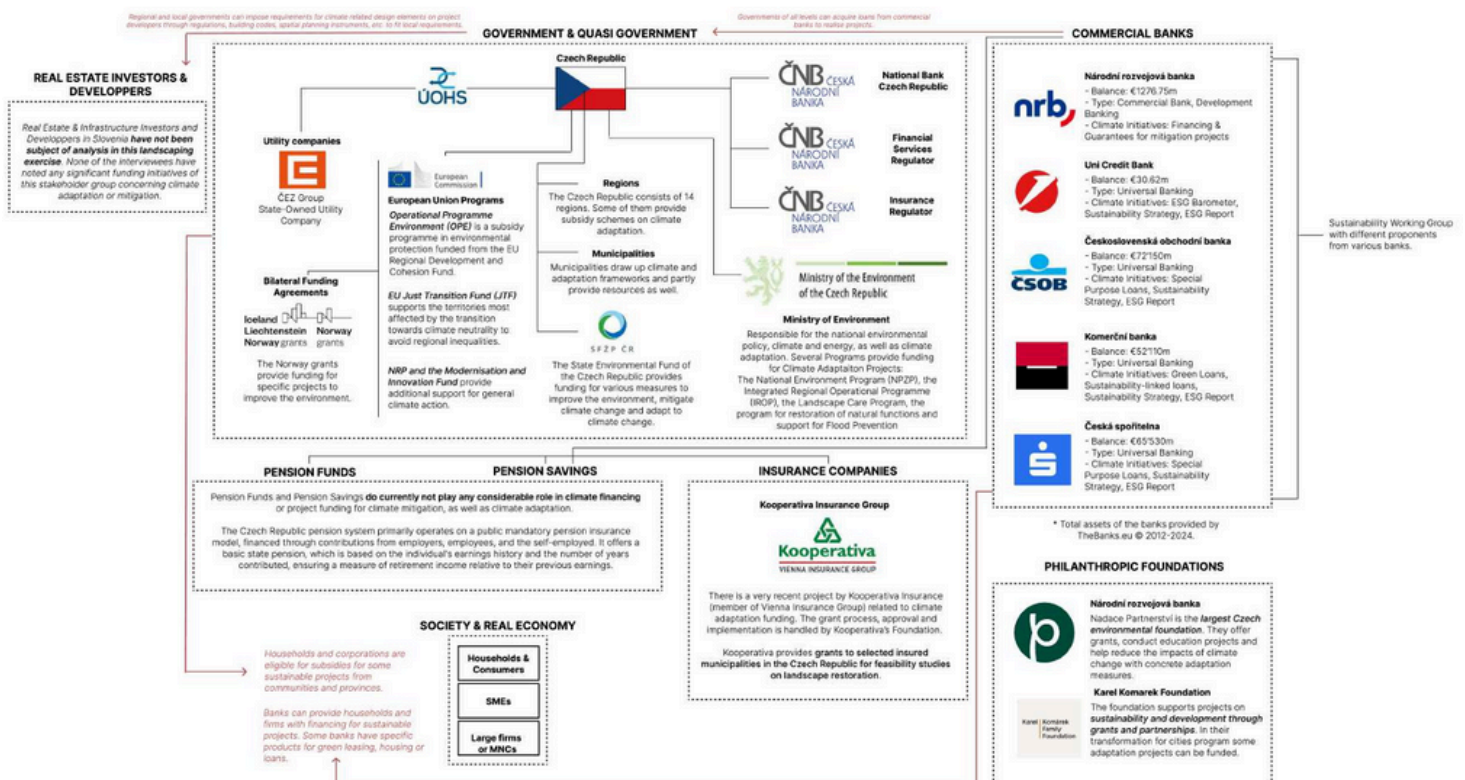 Regional and local governments can impose requirements for climate related design elements on project
developers through regulations, building codes, spatial planning instruments, etc. to fit local requirements.
Governments of all levels can acquire loans from commercial
banks to realise projects.
GOVERNMENT & QUASI GOVERNMENT
COMMERCIAL BANKS
REAL ESTATE INVESTORS &
DEVELOPPERS
Real Estate & Infrastructure Investors and
Developpers in Slovenia have not been
subject of analysis in this landscaping
exercise. None of the interviewees have
noted any significant funding initiatives of
this stakeholder group concerning climate
adaptation or mitigation.
Czech Republic
ÚOHS
Utility companies
ČEZ Group
State-Owned Utility
Company
Bilateral Funding
Agreements
Iceland
Liechtenstein
Norway grants
Norway
grants
The Norway grants
provide funding for
specific projects to
improve the environment.
European
Commission
European Union Programs
Operational Programme
Environment (OPE) is a subsidy
programme in environmental
protection funded from the EU
Regional Development and
Cohesion Fund.
EU Just Transition Fund (JTF)
supports the territories most
affected by the transition
towards climate neutrality to
avoid regional inequalities.
NRP and the Modernisation and
Innovation Fund provide
additional support for general
climate action.
Regions
The Czech Republic consists of 14
regions. Some of them provide
subsidy schemes on climate
adaptation.
Municipalities
Municipalities draw up climate and
adaptation frameworks and partly
provide resources as well.
SFZP ČR
The State Environmental Fund of
the Czech Republic provides
funding for various measures to
improve the environment, mitigate
climate change and adapt to
climate change.
ČNB ČESKÁ
NÁRODNÍ
BANKA
National Bank
Czech Republic
ČNB ČESKÁ
NÁRODNÍ
BANKA
Financial
Services
Regulator
ČNB ČESKÁ
NÁRODNÍ
BANKA
Insurance
Regulator
Ministry of the Environment
of the Czech Republic
Ministry of Environment
Responsible for the national environmental
policy, climate and energy, as well as climate
adaptation. Several Programs provide funding
for Climate Adaptaiton Projects:
The National Environment Program (NPZP), the
Integrated Regional Operational Programme
(IROP), the Landscape Care Program, the
program for restoration of natural functions and
support for Flood Prevention
nrb
Národní rozvojová banka
- Balance: €1276.75m
- Type: Commercial Bank, Development
Banking
- Climate Initiatives: Financing &
Guarantees for mitigation projects
Uni Credit Bank
- Balance: €30.62m
- Type: Universal Banking
- Climate Initiatives: ESG Barometer,
Sustainability Strategy, ESG Report
ČSOB
Československá obchodní banka
- Balance: €72'150m
- Type: Universal Banking
- Climate Initiatives: Special
Purpose Loans, Sustainability
Strategy, ESG Report
Komerční banka
- Balance: €52'110m
- Type: Universal Banking
- Climate Initiatives: Green Loans,
Sustainability-linked loans,
Sustainability Strategy, ESG Report
Česká spořitelna
- Balance: €65'530m
- Type: Universal Banking
- Climate Initiatives: Special
Purpose Loans, Sustainability
Strategy, ESG Report
Sustainability Working Group
with different proponents
from various banks.
* Total assets of the banks provided by
TheBanks.eu © 2012-2024.
PENSION FUNDS
PENSION SAVINGS
Pension Funds and Pension Savings do currently not play any considerable role in climate financing
or project funding for climate mitigation, as well as climate adaptation.
The Czech Republic pension system primarily operates on a public mandatory pension insurance
model, financed through contributions from employers, employees, and the self-employed. It offers a
basic state pension, which is based on the individual's earnings history and the number of years
contributed, ensuring a measure of retirement income relative to their previous earnings.
INSURANCE COMPANIES
Kooperativa Insurance Group
Kooperativa
VIENNA INSURANCE GROUP
There is a very recent project by Kooperativa Insurance
(member of Vienna Insurance Group) related to climate
adaptation funding. The grant process, approval and
implementation is handled by Kooperativa's Foundation.
Kooperativa provides grants to selected insured
municipalities in the Czech Republic for feasibility studies
on landscape restoration.
PHILANTHROPIC FOUNDATIONS
Národní rozvojová banka
Nadace Partnerství is the largest Czech
environmental foundation. They offer
grants, conduct education projects and
help reduce the impacts of climate
change with concrete adaptation
measures.
Karel Komarek Foundation
Karel Komárek
Family
Foundation
The foundation supports projects on
sustainability and development through
grants and partnerships. In their
transformation for cities program some
adaptation projects can be funded.
SOCIETY & REAL ECONOMY
Households &
Consumers
SMEs
Large firms
or MNCs
Households and corporations are
eligible for subsidies for some
sustainable projects from
communities and provinces.
Banks can provide households and
firms with financing for sustainable
projects. Some banks have specific
products for green leasing, housing or
loans.